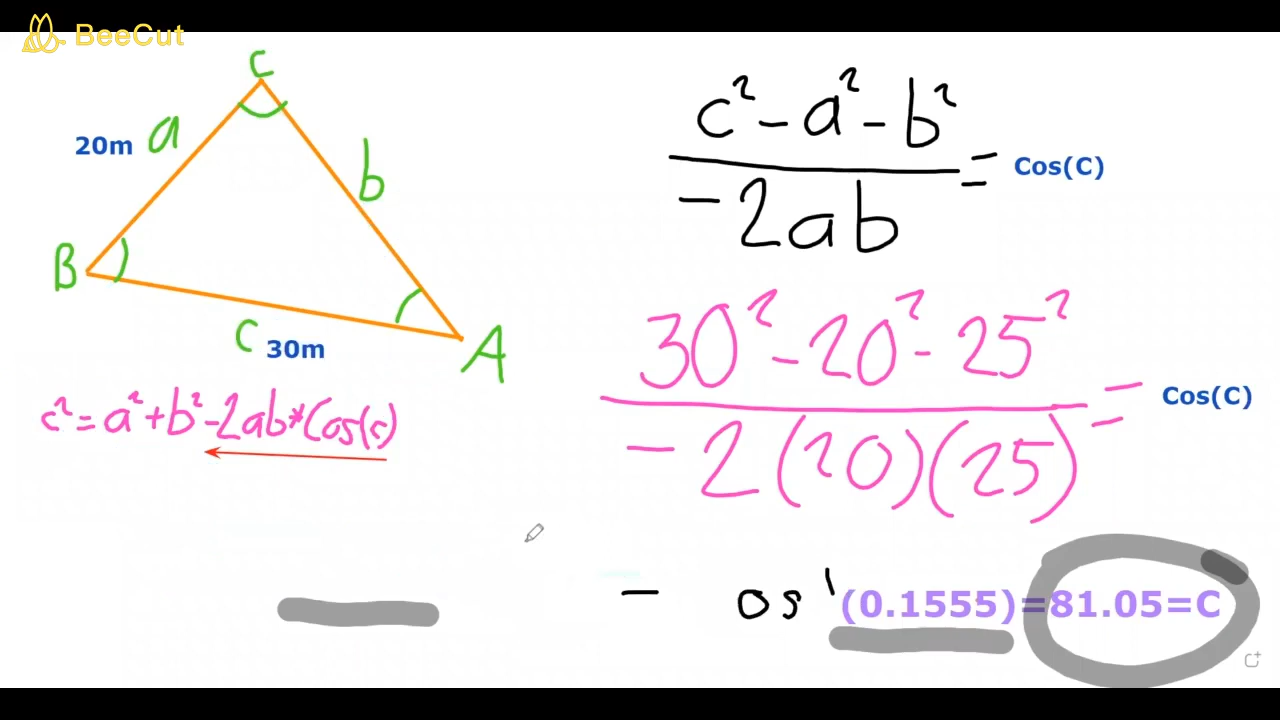 BeeCut
C
20m a
b
B
C 30m
A
c² = a² + b² - 2ab*Cos(c)
c² - a² - b²
- 2ab
= Cos(C)
30² - 20² - 25²
- 2(20)(25)
= Cos(C)
- os ' (0.1555)=81.05=C